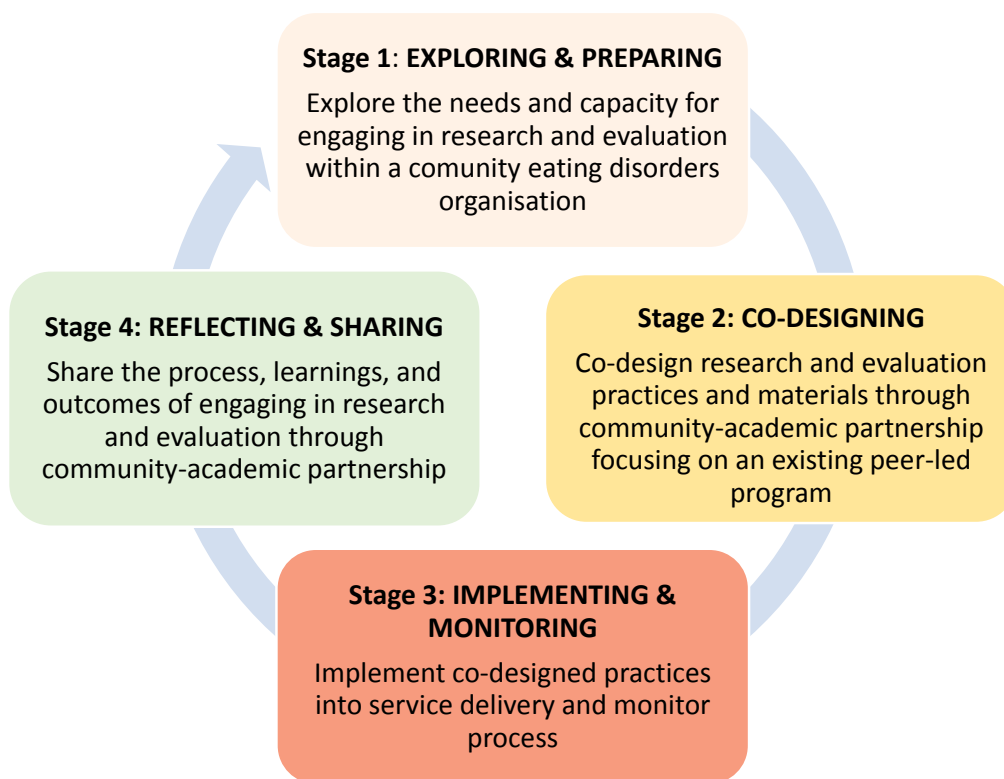 Stage 1: EXPLORING & PREPARING
Explore the needs and capacity for
engaging in research and evaluation
within a comunity eating disorders
organisation
Stage 2: CO-DESIGNING
Co-design research and evaluation
practices and materials through
community-academic partnership
focusing on an existing peer-led
program
Stage 3: IMPLEMENTING &
MONITORING
Implement co-designed practices
into service delivery and monitor
process
Stage 4: REFLECTING & SHARING
Share the process, learnings, and
outcomes of engaging in research
and evaluation through
community-academic partnership